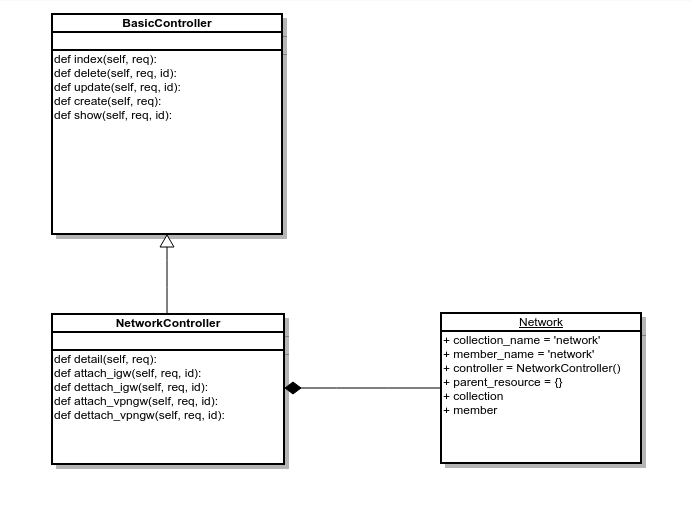 BasicController
def index(self, req):
def delete(self, req, id):
def update(self, req, id):
def create(self, req):
def show(self, req, id):
NetworkController
def detail(self, req):
def attach_igw(self, req, id):
def dettach_igw(self, req, id):
def attach_vpngw(self, req, id):
def dettach_vpngw(self, req, id):
Network
+ collection_name = 'network'
+ member_name = 'network'
+ controller = NetworkController()
+ parent_resource = {}
+ collection
+ member